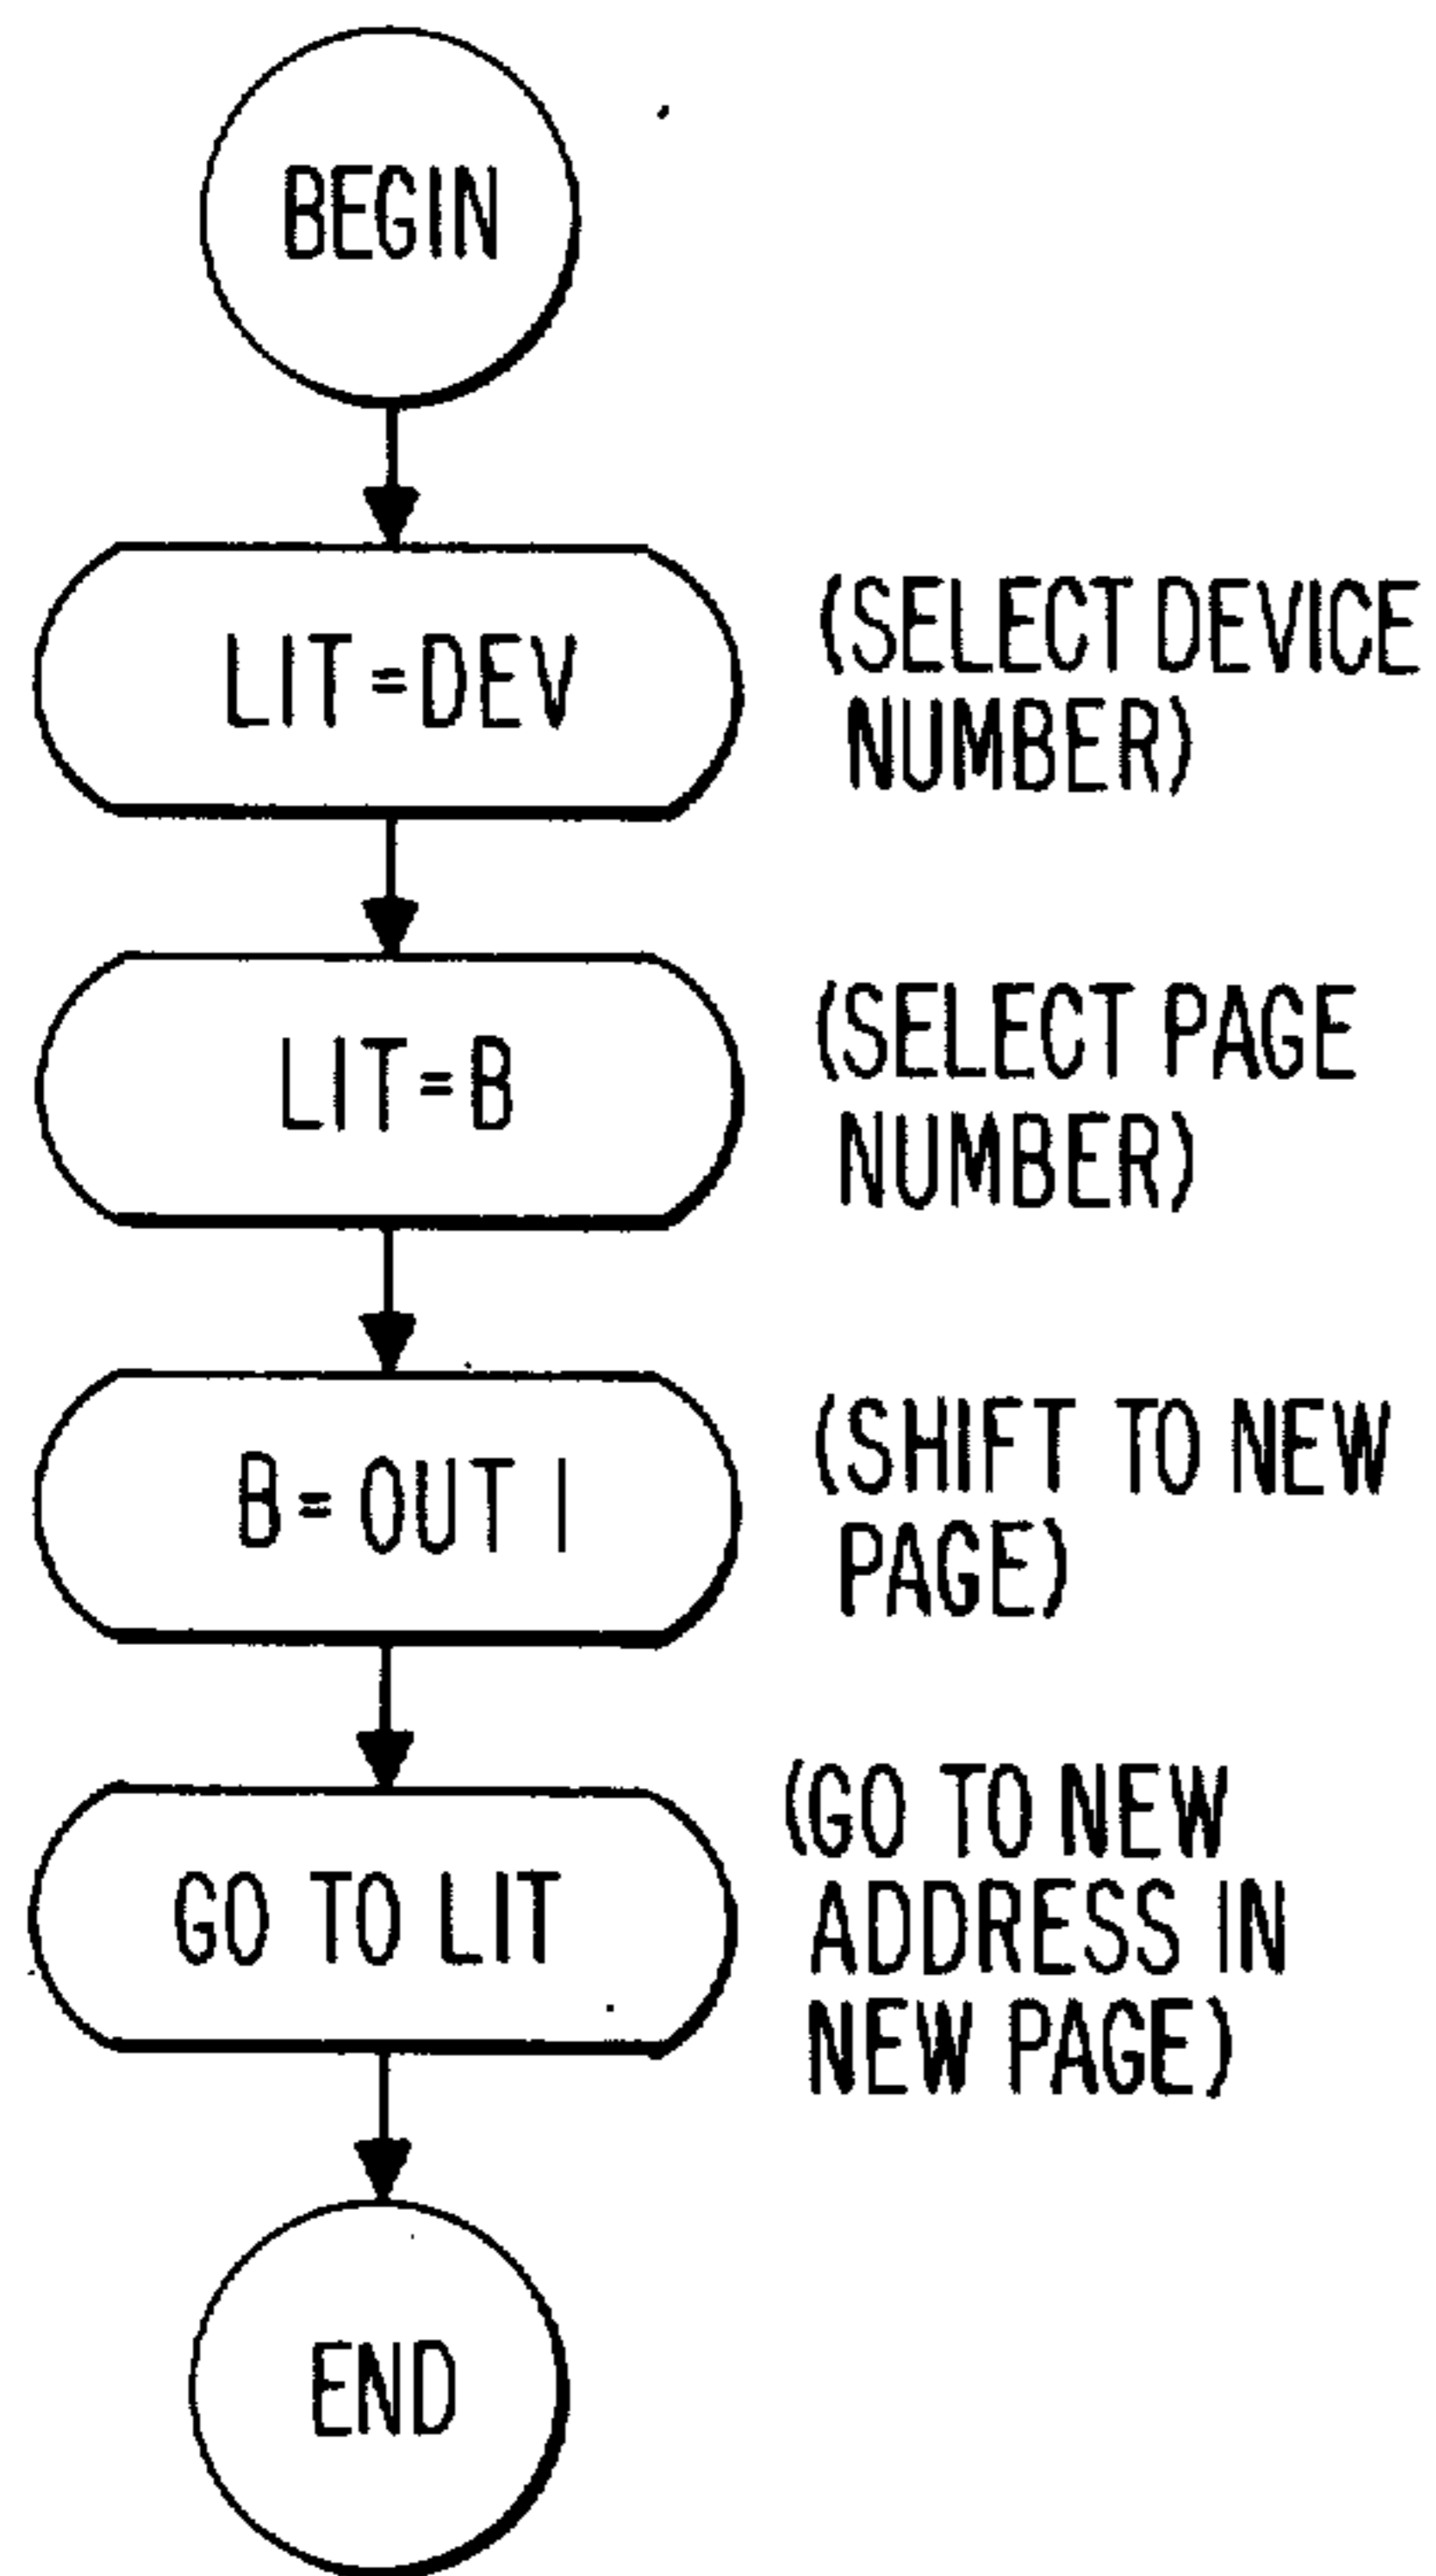 BEGIN
LIT=DEV
(SELECT DEVICE
NUMBER)
LIT=B
(SELECT PAGE
NUMBER)
B=OUT I
(SHIFT TO NEW
PAGE)
GO TO LIT
(GO TO NEW
ADDRESS IN
NEW PAGE)
END